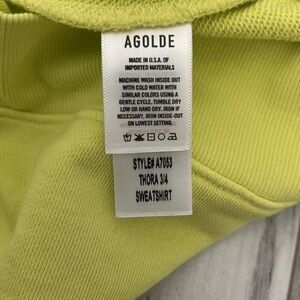 AGOLDE
MADE IN U.S.A. OF
IMPORTED MATERIALS
MACHINE WASH INSIDE OUT
WITH COLD WATER WITH
SIMILAR COLORS USING A
GENTLE CYCLE. TUMBLE DRY
LOW OR HAND DRY. IRON IF
NECESSARY, IRON INSIDE-OUT
ON LOWEST SETTING.
STYLE# A7053
THORA 3/4
SWEATSHIRT